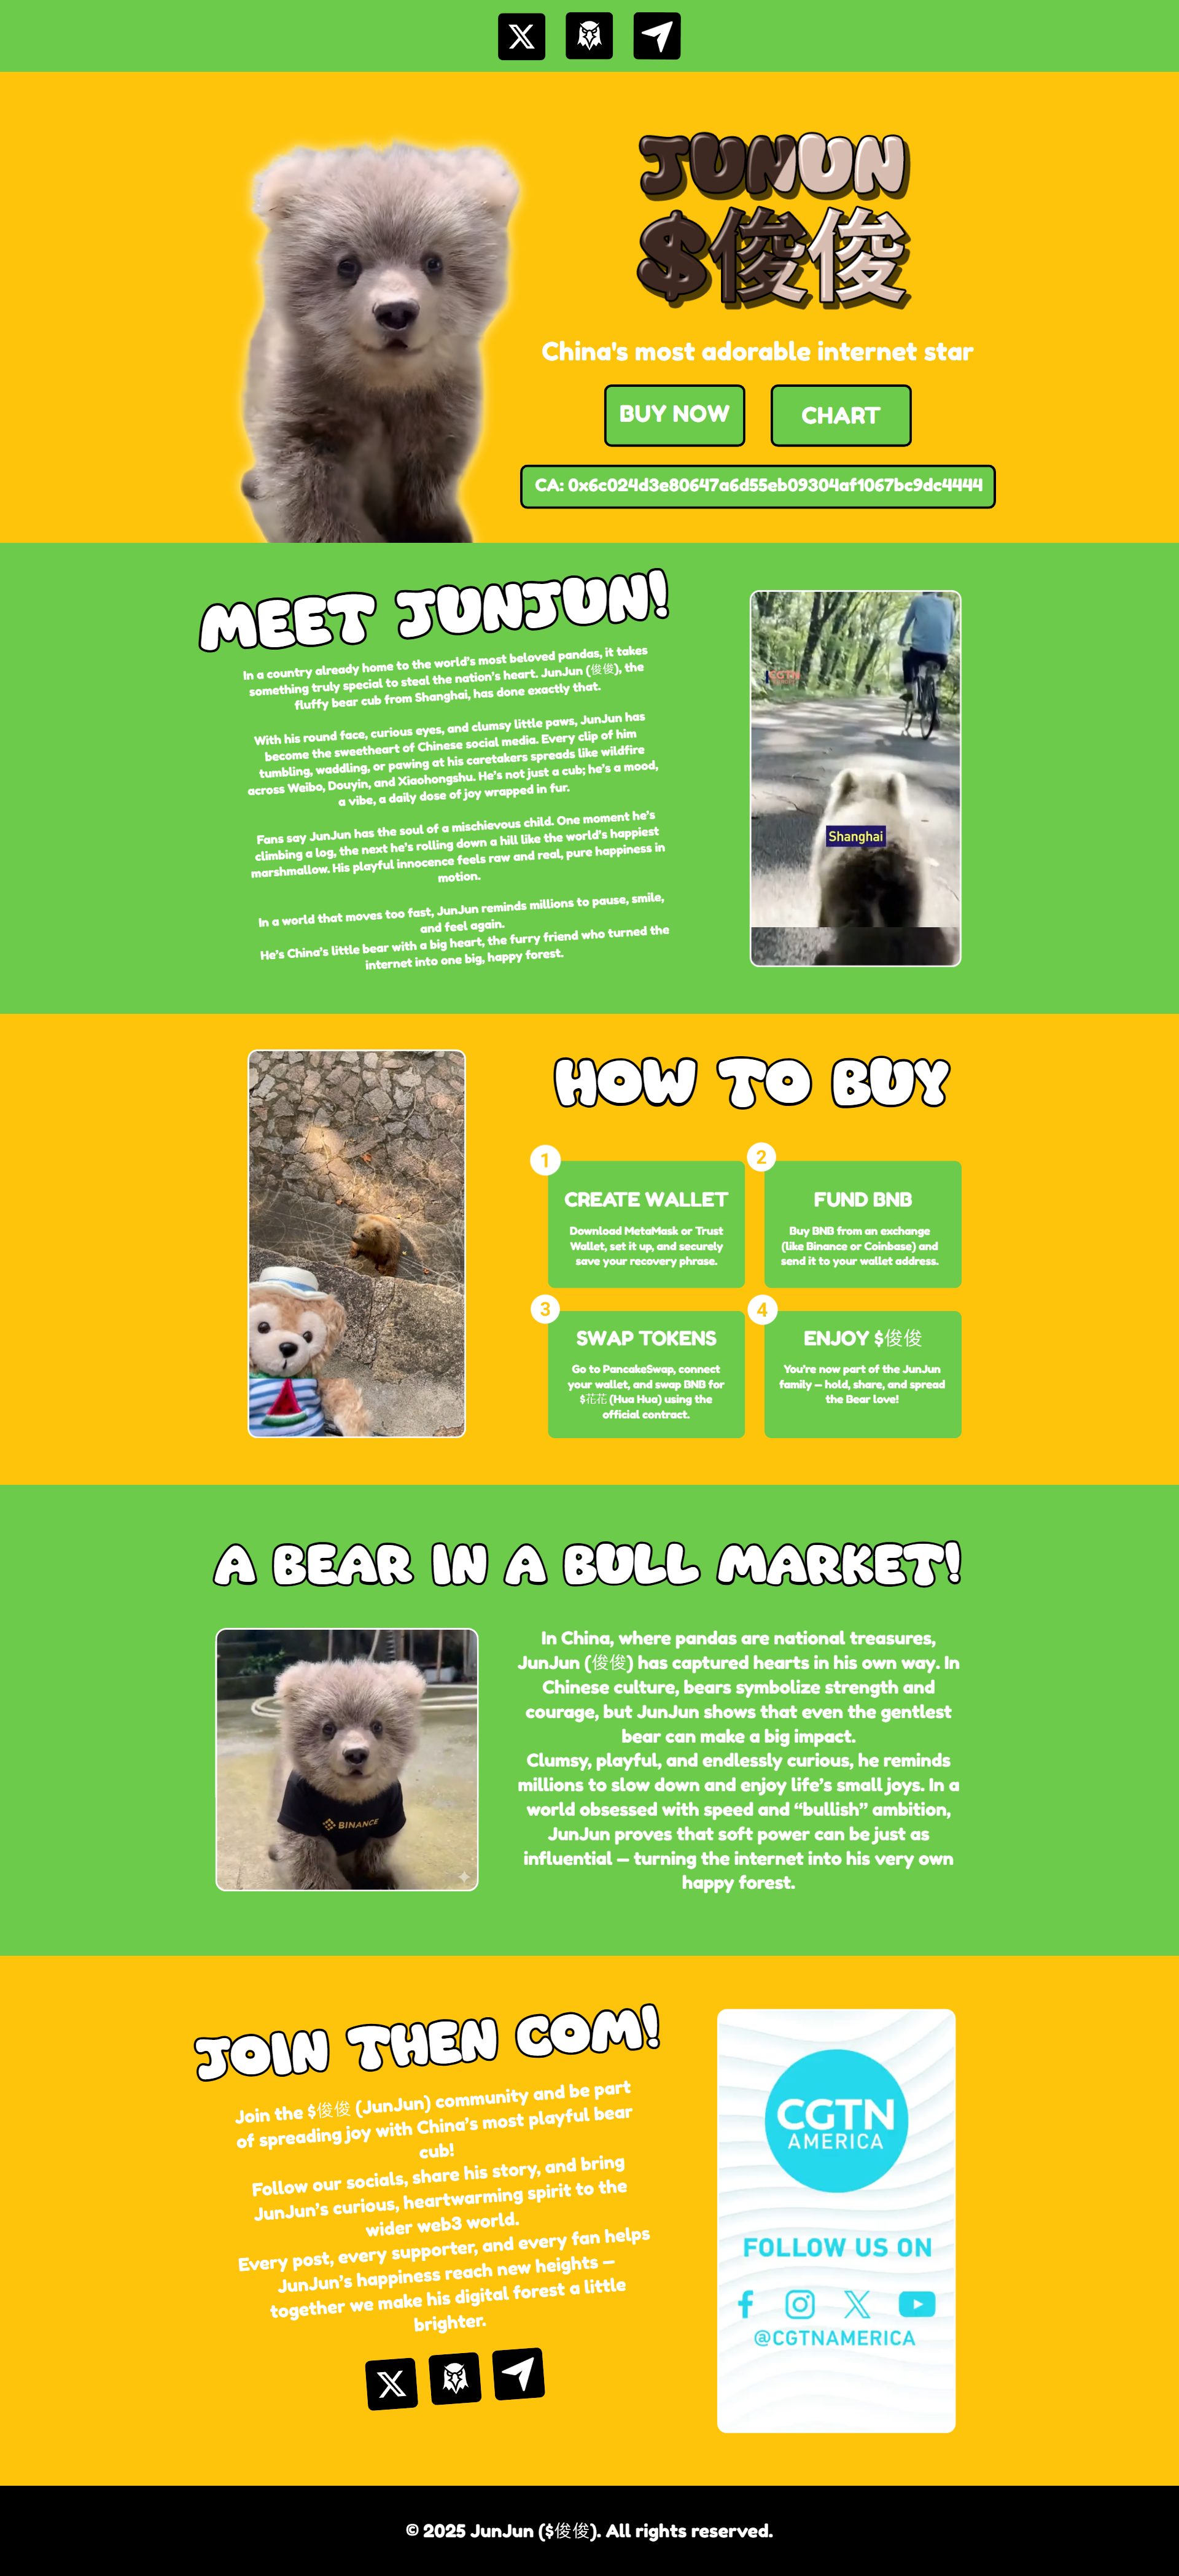 JUNUN
$俊俊
China's most adorable internet star
BUY NOW
CHART
CA: 0x6c024d3e80647a6d55eb09304af1067bc9dc4444
MEET JUNJUN!
In a country already home to the world's most beloved pandas, it takes
something truly special to steal the nation's heart. JunJun (俊俊), the
fluffy bear cub from Shanghai, has done exactly that.
With his round face, curious eyes, and clumsy little paws, JunJun has
become the sweetheart of Chinese social media. Every clip of him
tumbling, waddling, or pawing at his caretakers spreads like wildfire
across Weibo, Douyin, and Xiaohongshu. He's not just a cub; he's a mood,
a vibe, a daily dose of joy wrapped in fur.
Fans say JunJun has the soul of a mischievous child. One moment he's
climbing a log, the next he's rolling down a hill like the world's happiest
marshmallow. His playful innocence feels raw and real, pure happiness in
motion.
In a world that moves too fast, JunJun reminds millions to pause, smile,
and feel again.
He's China's little bear with a big heart, the furry friend who turned the
internet into one big, happy forest.
CGTN
Shanghai
HOW TO BUY
1
CREATE WALLET
Download MetaMask or Trust
Wallet, set it up, and securely
save your recovery phrase.
2
FUND BNB
Buy BNB from an exchange
(like Binance or Coinbase) and
send it to your wallet address.
3
SWAP TOKENS
Go to PancakeSwap, connect
your wallet, and swap BNB for
$花花 (Hua Hua) using the
official contract.
4
ENJOY $俊俊
You're now part of the JunJun
family — hold, share, and spread
the Bear love!
A BEAR IN A BULL MARKET!
BINANCE
In China, where pandas are national treasures,
JunJun (俊俊) has captured hearts in his own way. In
Chinese culture, bears symbolize strength and
courage, but JunJun shows that even the gentlest
bear can make a big impact.
Clumsy, playful, and endlessly curious, he reminds
millions to slow down and enjoy life's small joys. In a
world obsessed with speed and “bullish” ambition,
JunJun proves that soft power can be just as
influential — turning the internet into his very own
happy forest.
JOIN THEN COM!
Join the $俊俊 (JunJun) community and be part
of spreading joy with China's most playful bear
cub!
Follow our socials, share his story, and bring
JunJun's curious, heartwarming spirit to the
wider web3 world.
Every post, every supporter, and every fan helps
JunJun's happiness reach new heights —
together we make his digital forest a little
brighter.
CGTN
AMERICA
FOLLOW US ON
@CGTNAMERICA
© 2025 JunJun ($俊俊). All rights reserved.